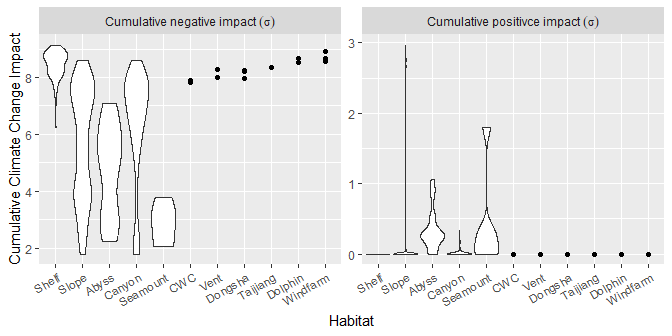 Cumulative negative impact (σ)
Cumulative positivce impact (σ)
Cumulative Climate Change Impact
8
6
4
2
3
2
1
0
Shelf
Slope
Abyss
Canyon
Seamount
CWC
Vent
Dongsha
Taijiang
Dolphin
Windfarm
Shelf
Slope
Abyss
Canyon
Seamount
CWC
Vent
Dongsha
Taijiang
Dolphin
Windfarm
Habitat